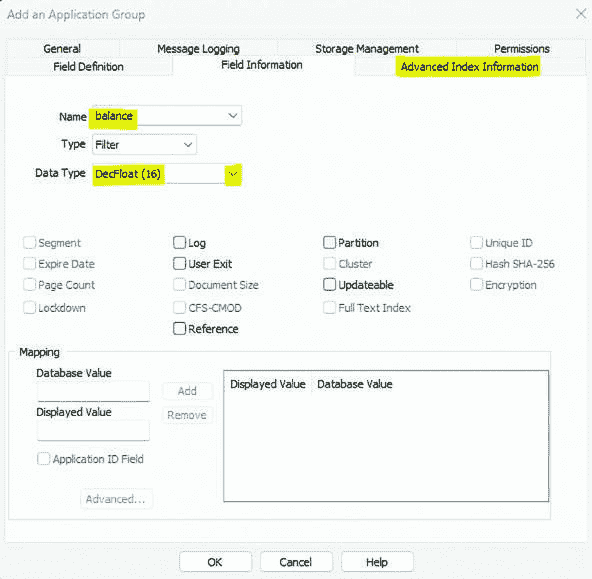 Add an Application Group
General Message Logging Storage Management Permissions
Field Definition Field Information Advanced Index Information
Name balance
Type Filter
Data Type DecFloat (16)
Segment Log Partition Unique ID
Expire Date User Exit Cluster Hash SHA-256
Page Count Document Size Updateable Encryption
Lockdown CFS-CMOD Full Text Index
Reference
Mapping
Database Value
Add
Displayed Value Database Value
Displayed Value
Remove
Application ID Field
Advanced...
OK Cancel Help